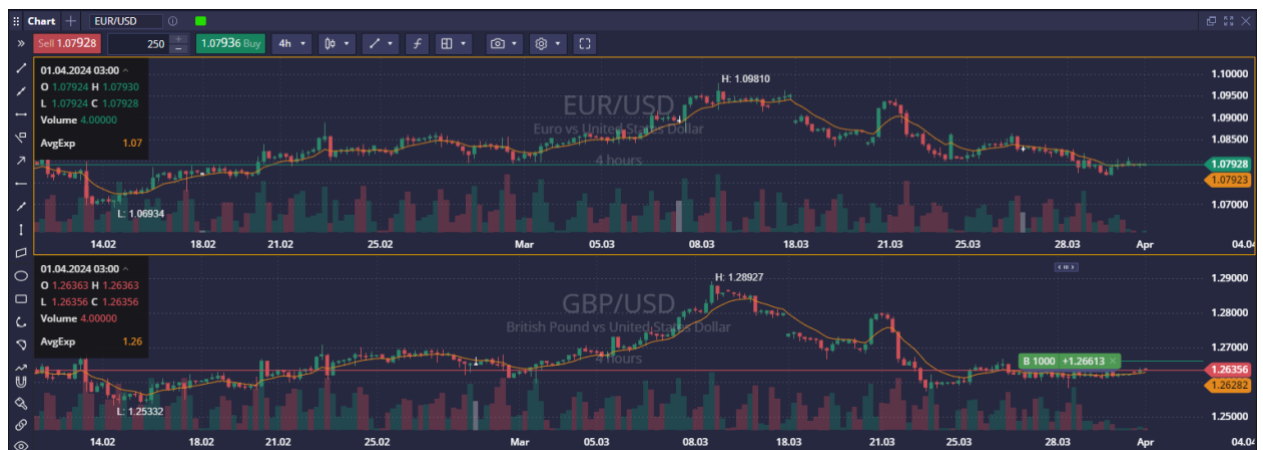 Chart + EUR/USD
Sell 1.07928 250 1.07936 Buy 4h
01.04.2024 03:00
O 1.07924 H 1.07930
L 1.07924 C 1.07928
Volume 4.00000
AvgExp 1.07
EUR/USD
Euro vs United States Dollar
4 hours
H: 1.09810
L: 1.06934
1.10000
1.09500
1.09000
1.08500
1.07928
1.07923
1.07000
14.02 18.02 21.02 25.02 Mar 05.03 08.03 18.03 21.03 25.03 28.03 Apr 04.04
01.04.2024 03:00
O 1.26363 H 1.26363
L 1.26356 C 1.26356
Volume 4.00000
AvgExp 1.26
GBP/USD
British Pound vs United States Dollar
4 hours
H: 1.28927
L: 1.25332
B 1000 +1.26613 ×
1.29000
1.28000
1.27000
1.26356
1.26282
1.25000
14.02 18.02 21.02 25.02 Mar 05.03 08.03 18.03 21.03 25.03 28.03 Apr 04.04